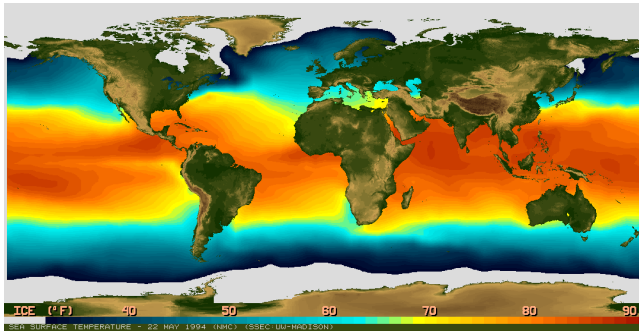 ICE (°F) 40 50 60 70 80 90
SEA SURFACE TEMPERATURE - 22 MAY 1994 (NMC) (SSEC:UW-MADISON)